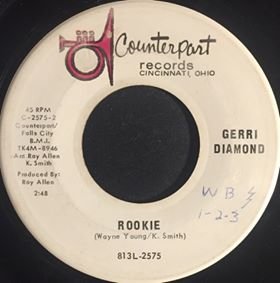 Counterpart
records
CINCINNATI, OHIO
45 RPM
C-2575-2
Counterpart/
Falls City
B.M.I.
TK4M-8946
Arr. Ray Allen
K. Smith
Produced By:
Ray Allen
2:48
GERRI
DIAMOND
WB
1-2-3
ROOKIE
(Wayne Young/K. Smith)
813L-2575